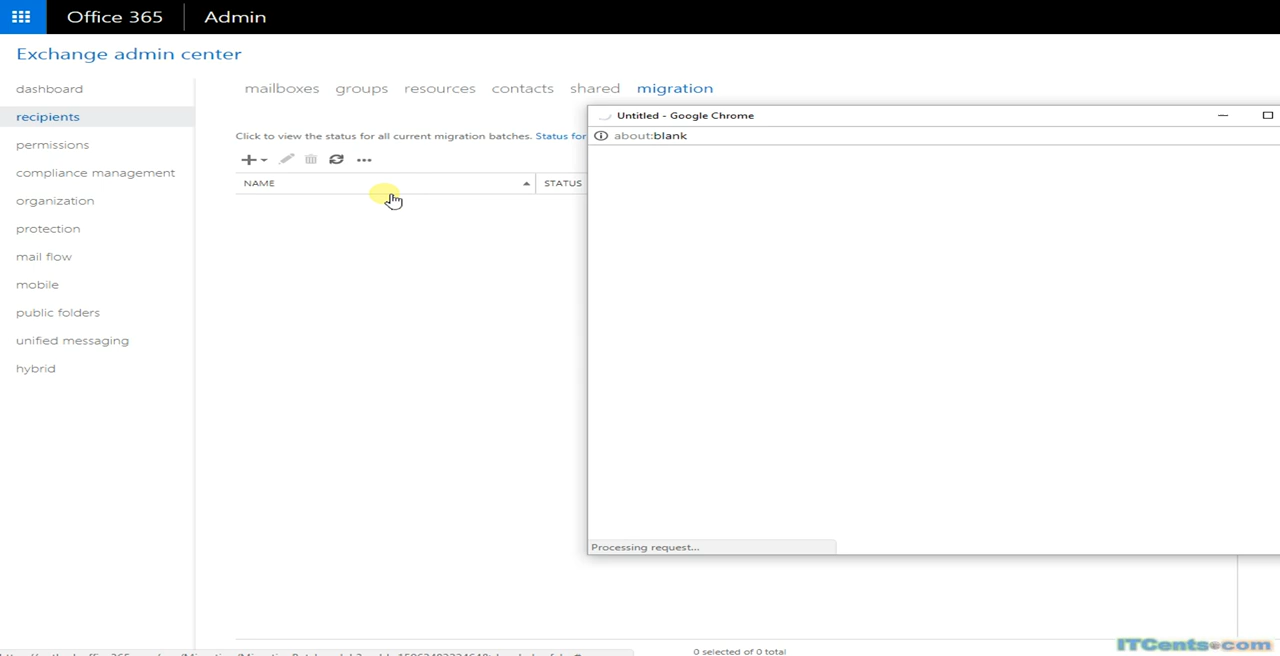 Office 365 Admin
Exchange admin center
dashboard
recipients
permissions
compliance management
organization
protection
mail flow
mobile
public folders
unified messaging
hybrid
mailboxes groups resources contacts shared migration
Click to view the status for all current migration batches. Status for
NAME STATUS
Untitled - Google Chrome
about:blank
Processing request...
0 selected of 0 total
ITCents.com